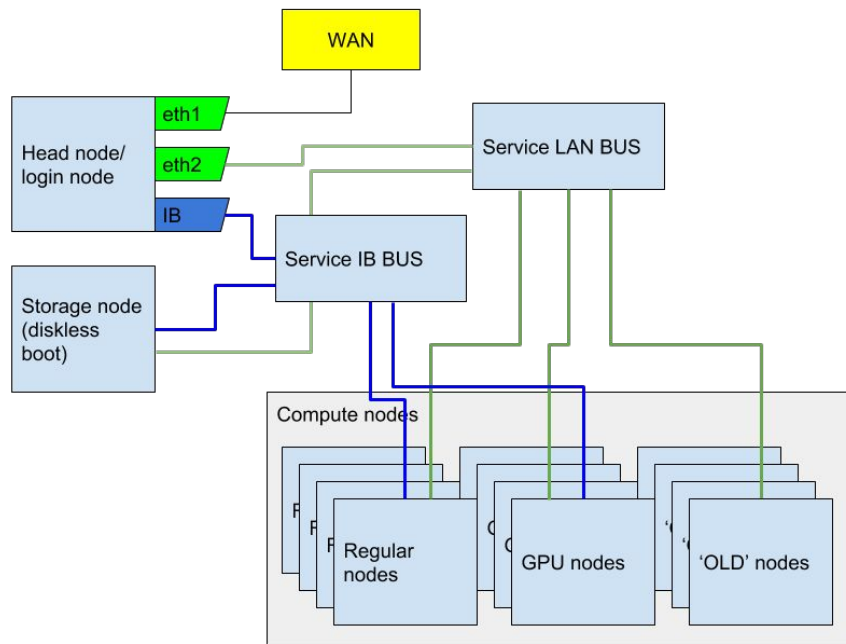 WAN
eth1
Head node/
login node
eth2
IB
Service LAN BUS
Service IB BUS
Storage node
(diskless
boot)
Compute nodes
F
F
F
Regular
nodes
C
C
GPU nodes
‘C
‘C
‘OLD’ nodes